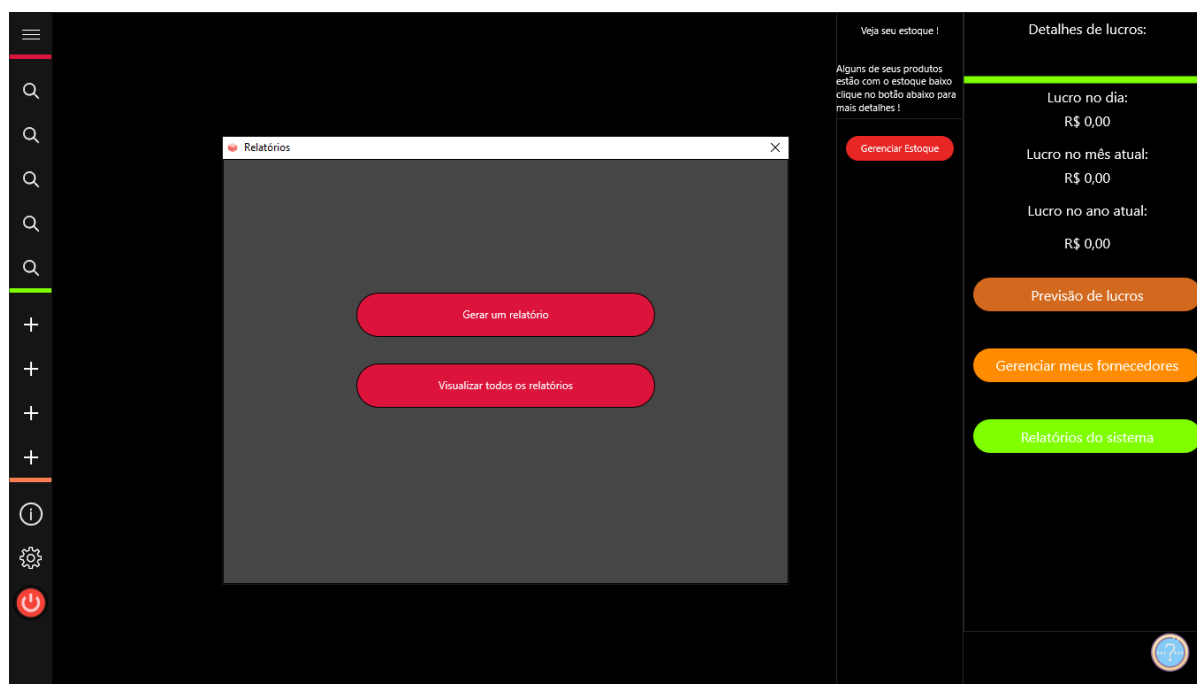 Veja seu estoque !
Alguns de seus produtos
estão com o estoque baixo
clique no botão abaixo para
mais detalhes !
Gerenciar Estoque
Detalhes de lucros:
Lucro no dia:
R$ 0,00
Lucro no mês atual:
R$ 0,00
Lucro no ano atual:
R$ 0,00
Previsão de lucros
Gerenciar meus fornecedores
Relatórios do sistema
Relatórios
Gerar um relatório
Visualizar todos os relatórios
...?...